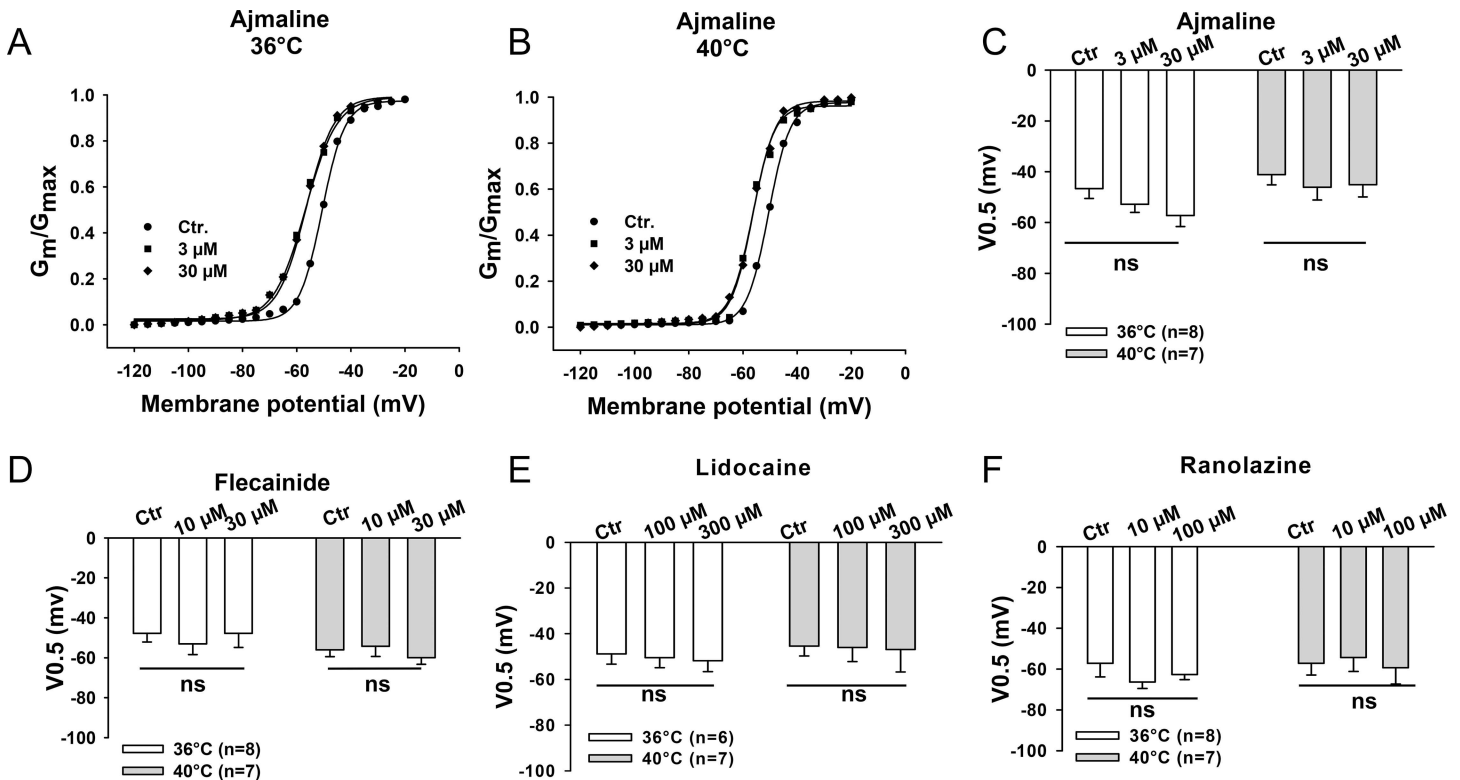 A
Ajmaline
36°C
1.0
0.8
0.6
0.4
0.2
0.0
Gm/Gmax
Ctr.
3 µM
30 µM
-120 -100 -80 -60 -40 -20 0
Membrane potential (mV)
B
Ajmaline
40°C
1.0
0.8
0.6
0.4
0.2
0.0
Gm/Gmax
Ctr.
3 µM
30 µM
-120 -100 -80 -60 -40 -20 0
Membrane potential (mV)
C
Ajmaline
Ctr 3 µM 30 µM Ctr 3 µM 30 µM
0
-20
-40
-60
-80
-100
V0.5 (mv)
ns ns
36°C (n=8)
40°C (n=7)
D
Flecainide
Ctr 10 µM 30 µM Ctr 10 µM 30 µM
0
-20
-40
-60
-80
-100
V0.5 (mv)
ns ns
36°C (n=8)
40°C (n=7)
E
Lidocaine
Ctr 100 µM 300 µM Ctr 100 µM 300 µM
0
-20
-40
-60
-80
-100
V0.5 (mV)
ns ns
36°C (n=6)
40°C (n=7)
F
Ranolazine
Ctr 10 µM 100 µM Ctr 10 µM 100 µM
0
-20
-40
-60
-80
-100
V0.5 (mV)
ns ns
36°C (n=8)
40°C (n=7)